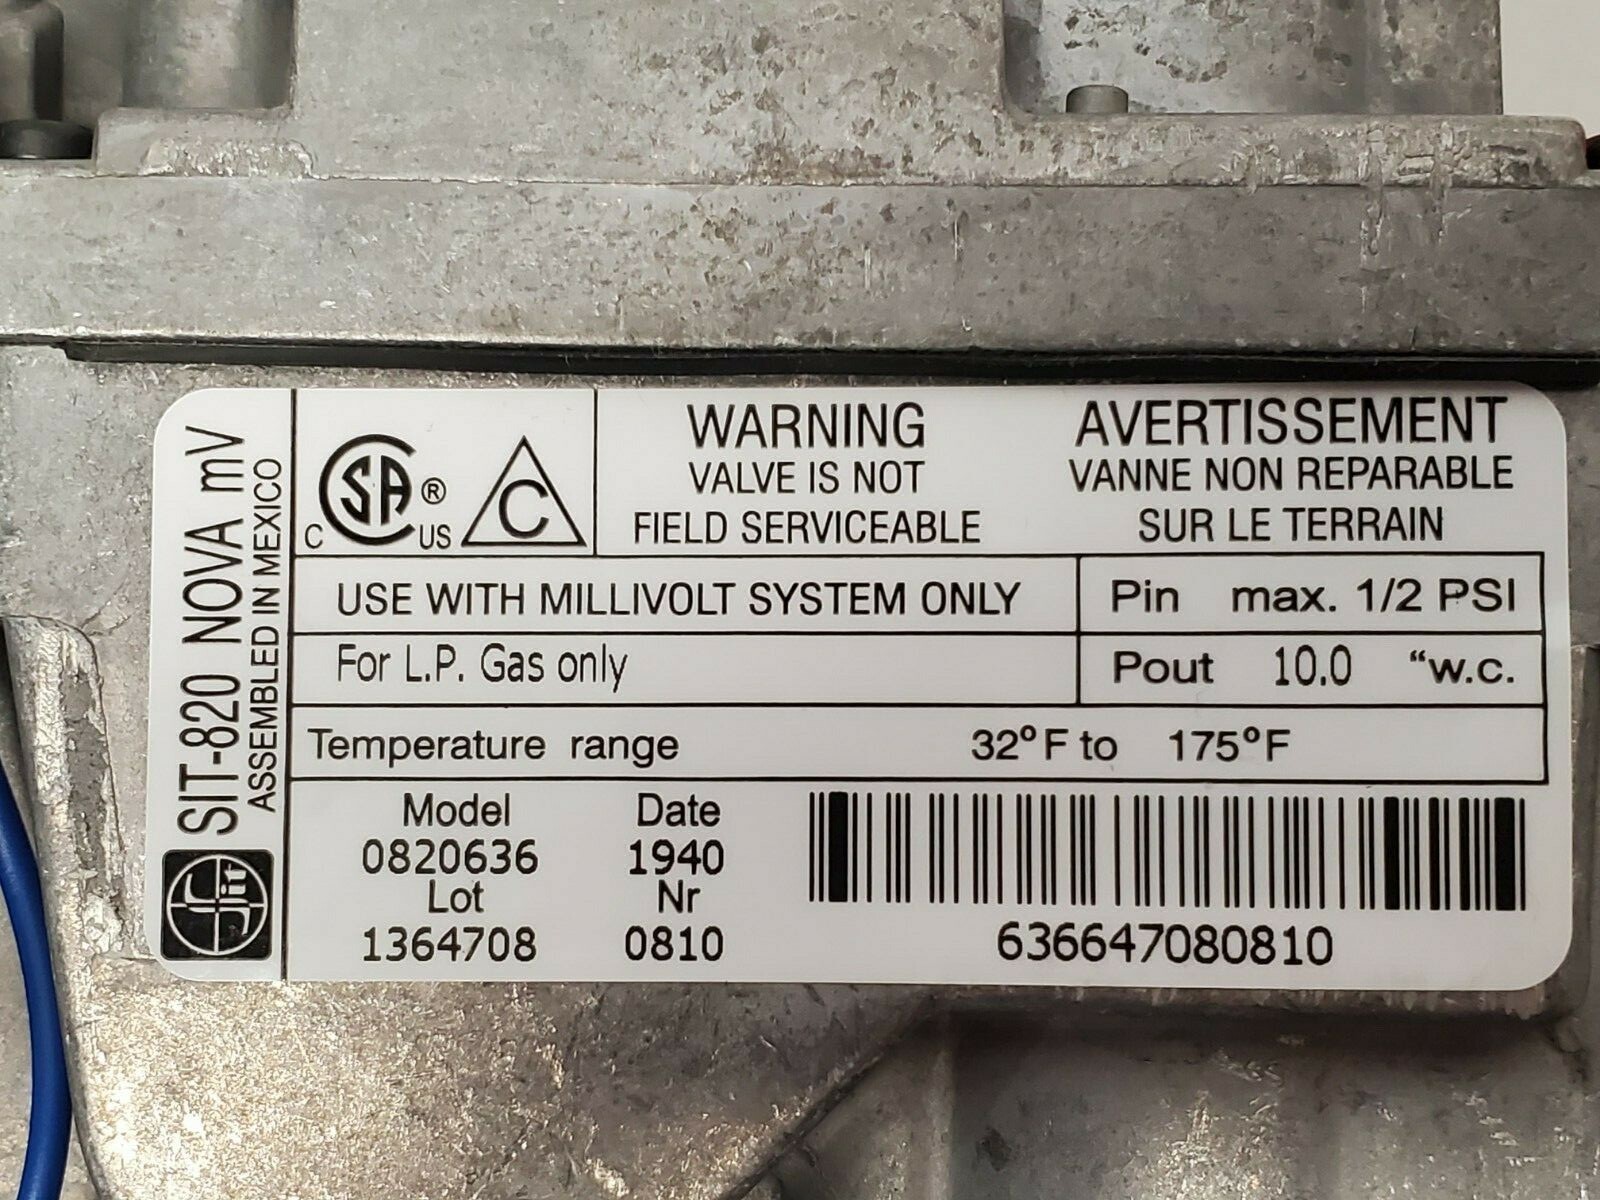 SIT-820 NOVA mV
ASSEMBLED IN MEXICO
sit
C SA ® US
C
WARNING
VALVE IS NOT
FIELD SERVICEABLE
AVERTISSEMENT
VANNE NON REPARABLE
SUR LE TERRAIN
USE WITH MILLIVOLT SYSTEM ONLY
Pin max. 1/2 PSI
For L.P. Gas only
Pout 10.0 “w.c.
Temperature range 32°F to 175°F
Model Date
0820636 1940
Lot Nr
1364708 0810
636647080810